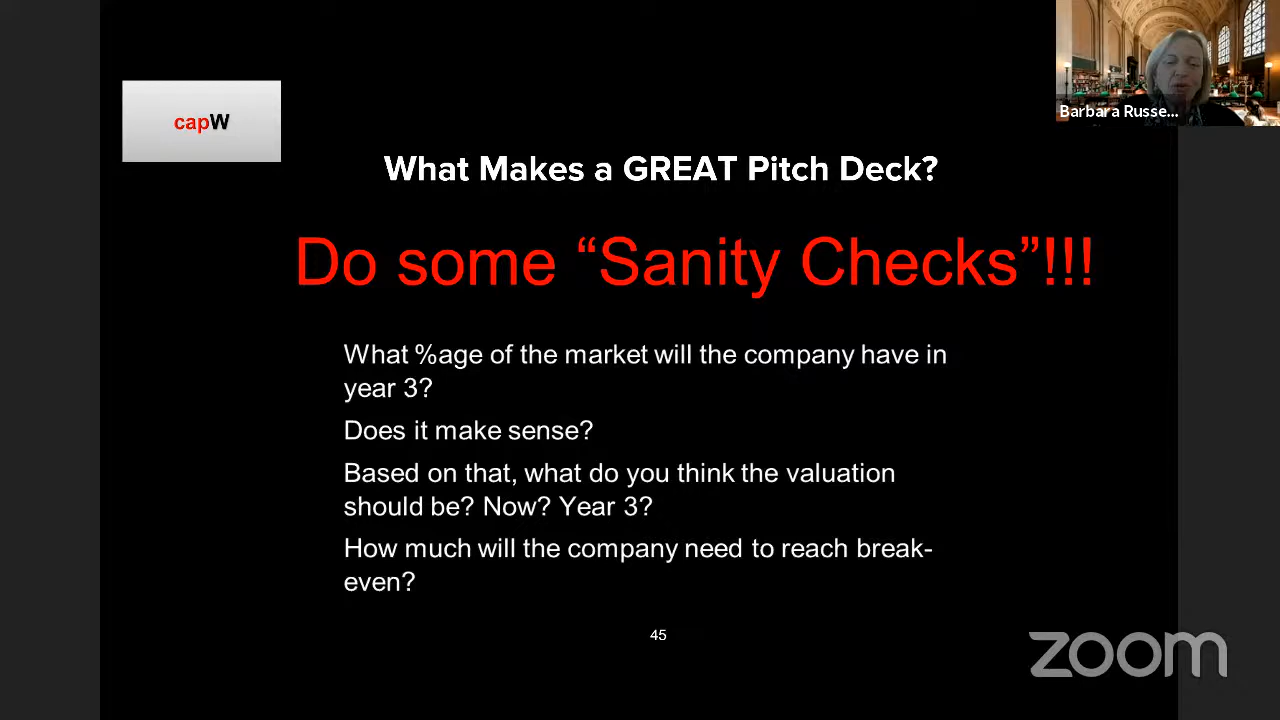 Barbara Russe...
capW
What Makes a GREAT Pitch Deck?
Do some “Sanity Checks”!!!
What %age of the market will the company have in
year 3?
Does it make sense?
Based on that, what do you think the valuation
should be? Now? Year 3?
How much will the company need to reach break-
even?
45
zoom